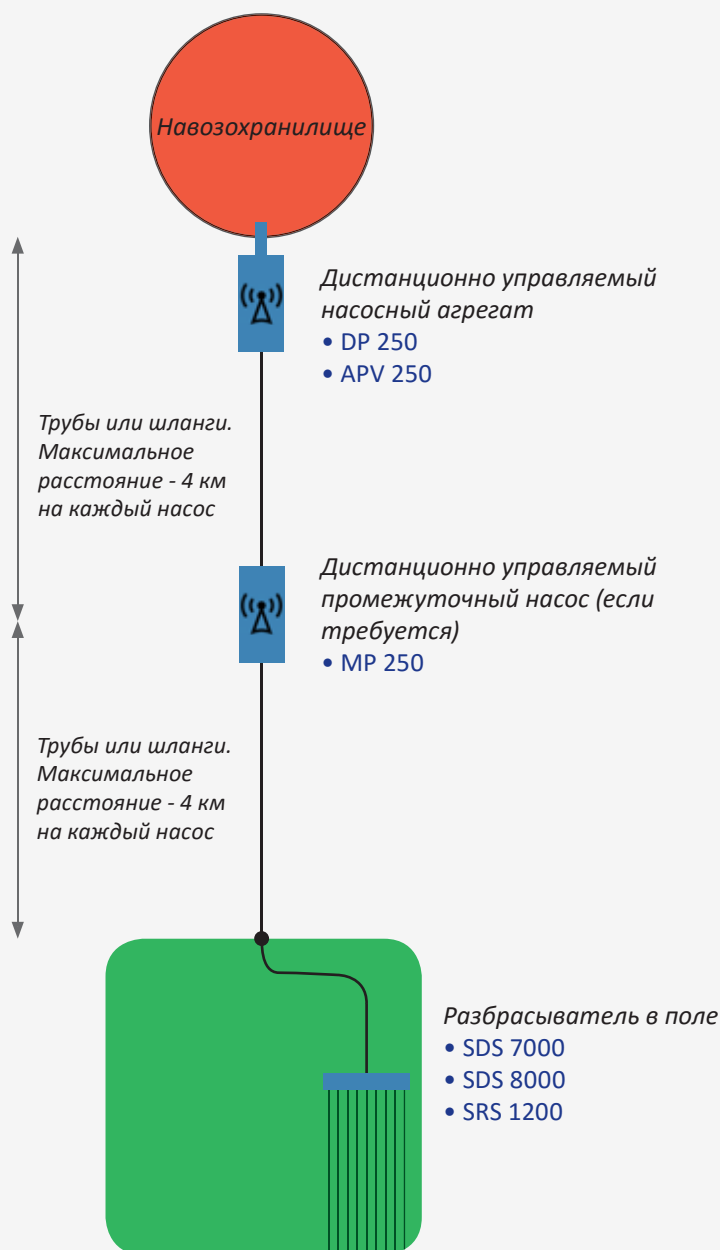 Навозохранилище
Дистанционно управляемый
насосный агрегат
• DP 250
• APV 250
Трубы или шланги.
Максимальное
расстояние - 4 км
на каждый насос
Дистанционно управляемый
промежуточный насос (если
требуется)
• MP 250
Трубы или шланги.
Максимальное
расстояние - 4 км
на каждый насос
Разбрасыватель в поле
• SDS 7000
• SDS 8000
• SRS 1200